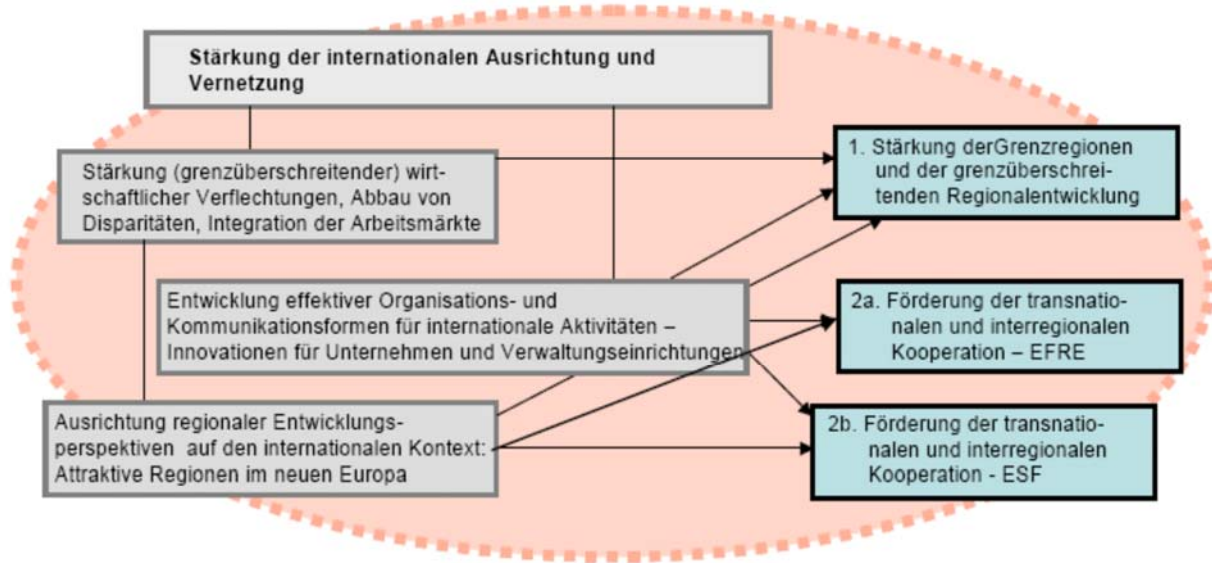 Stärkung der internationalen Ausrichtung und
Vernetzung
Stärkung (grenzüberschreitender) wirt-
schaftlicher Verflechtungen, Abbau von
Disparitäten, Integration der Arbeitsmärkte
Entwicklung effektiver Organisations- und
Kommunikationsformen für internationale Aktivitäten –
Innovationen für Unternehmen und Verwaltungseinrichtungen
Ausrichtung regionaler Entwicklungs-
perspektiven auf den internationalen Kontext:
Attraktive Regionen im neuen Europa
1. Stärkung derGrenzregionen
und der grenzüberschrei-
tenden Regionalentwicklung
2a. Förderung der transnatio-
nalen und interregionalen
Kooperation – EFRE
2b. Förderung der transnatio-
nalen und interregionalen
Kooperation - ESF